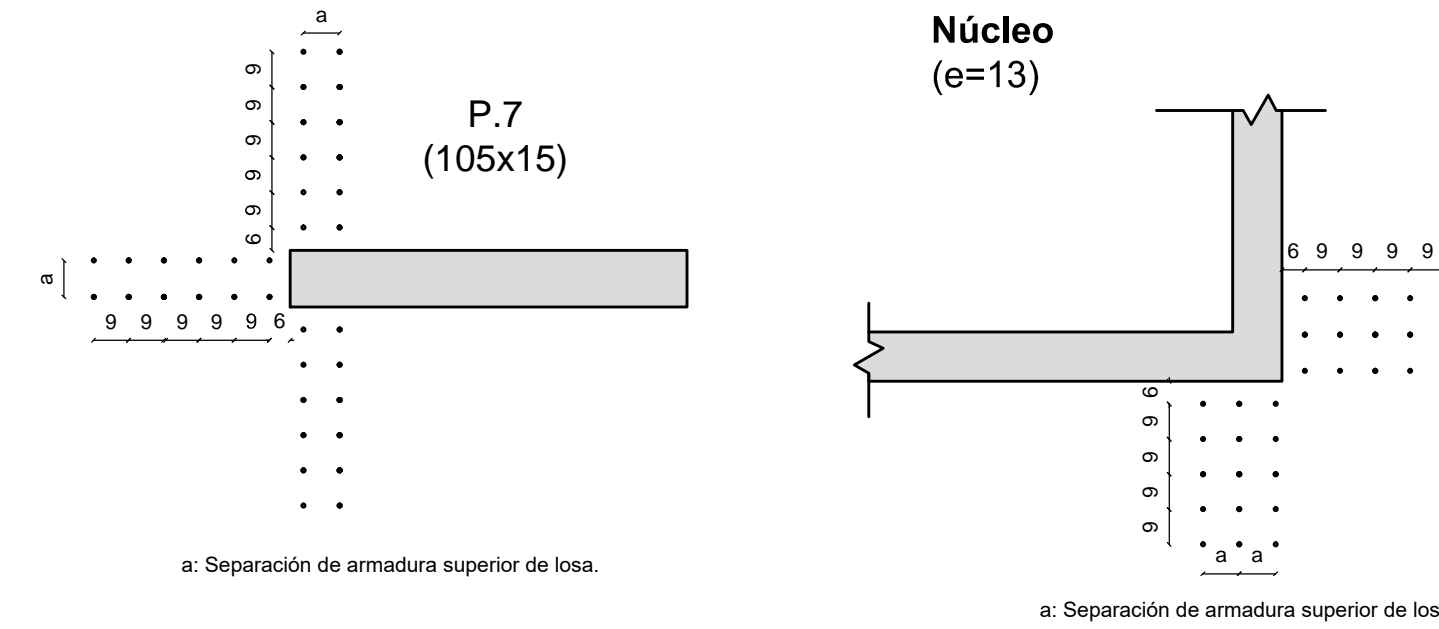 a
9
9
9
9
9
6
P.7
(105x15)
a
9 9 9 9 9 6
a: Separación de armadura superior de losa.
Núcleo
(e=13)
6 9 9 9 9
6
9
9
9
9
a a
a: Separación de armadura superior de los